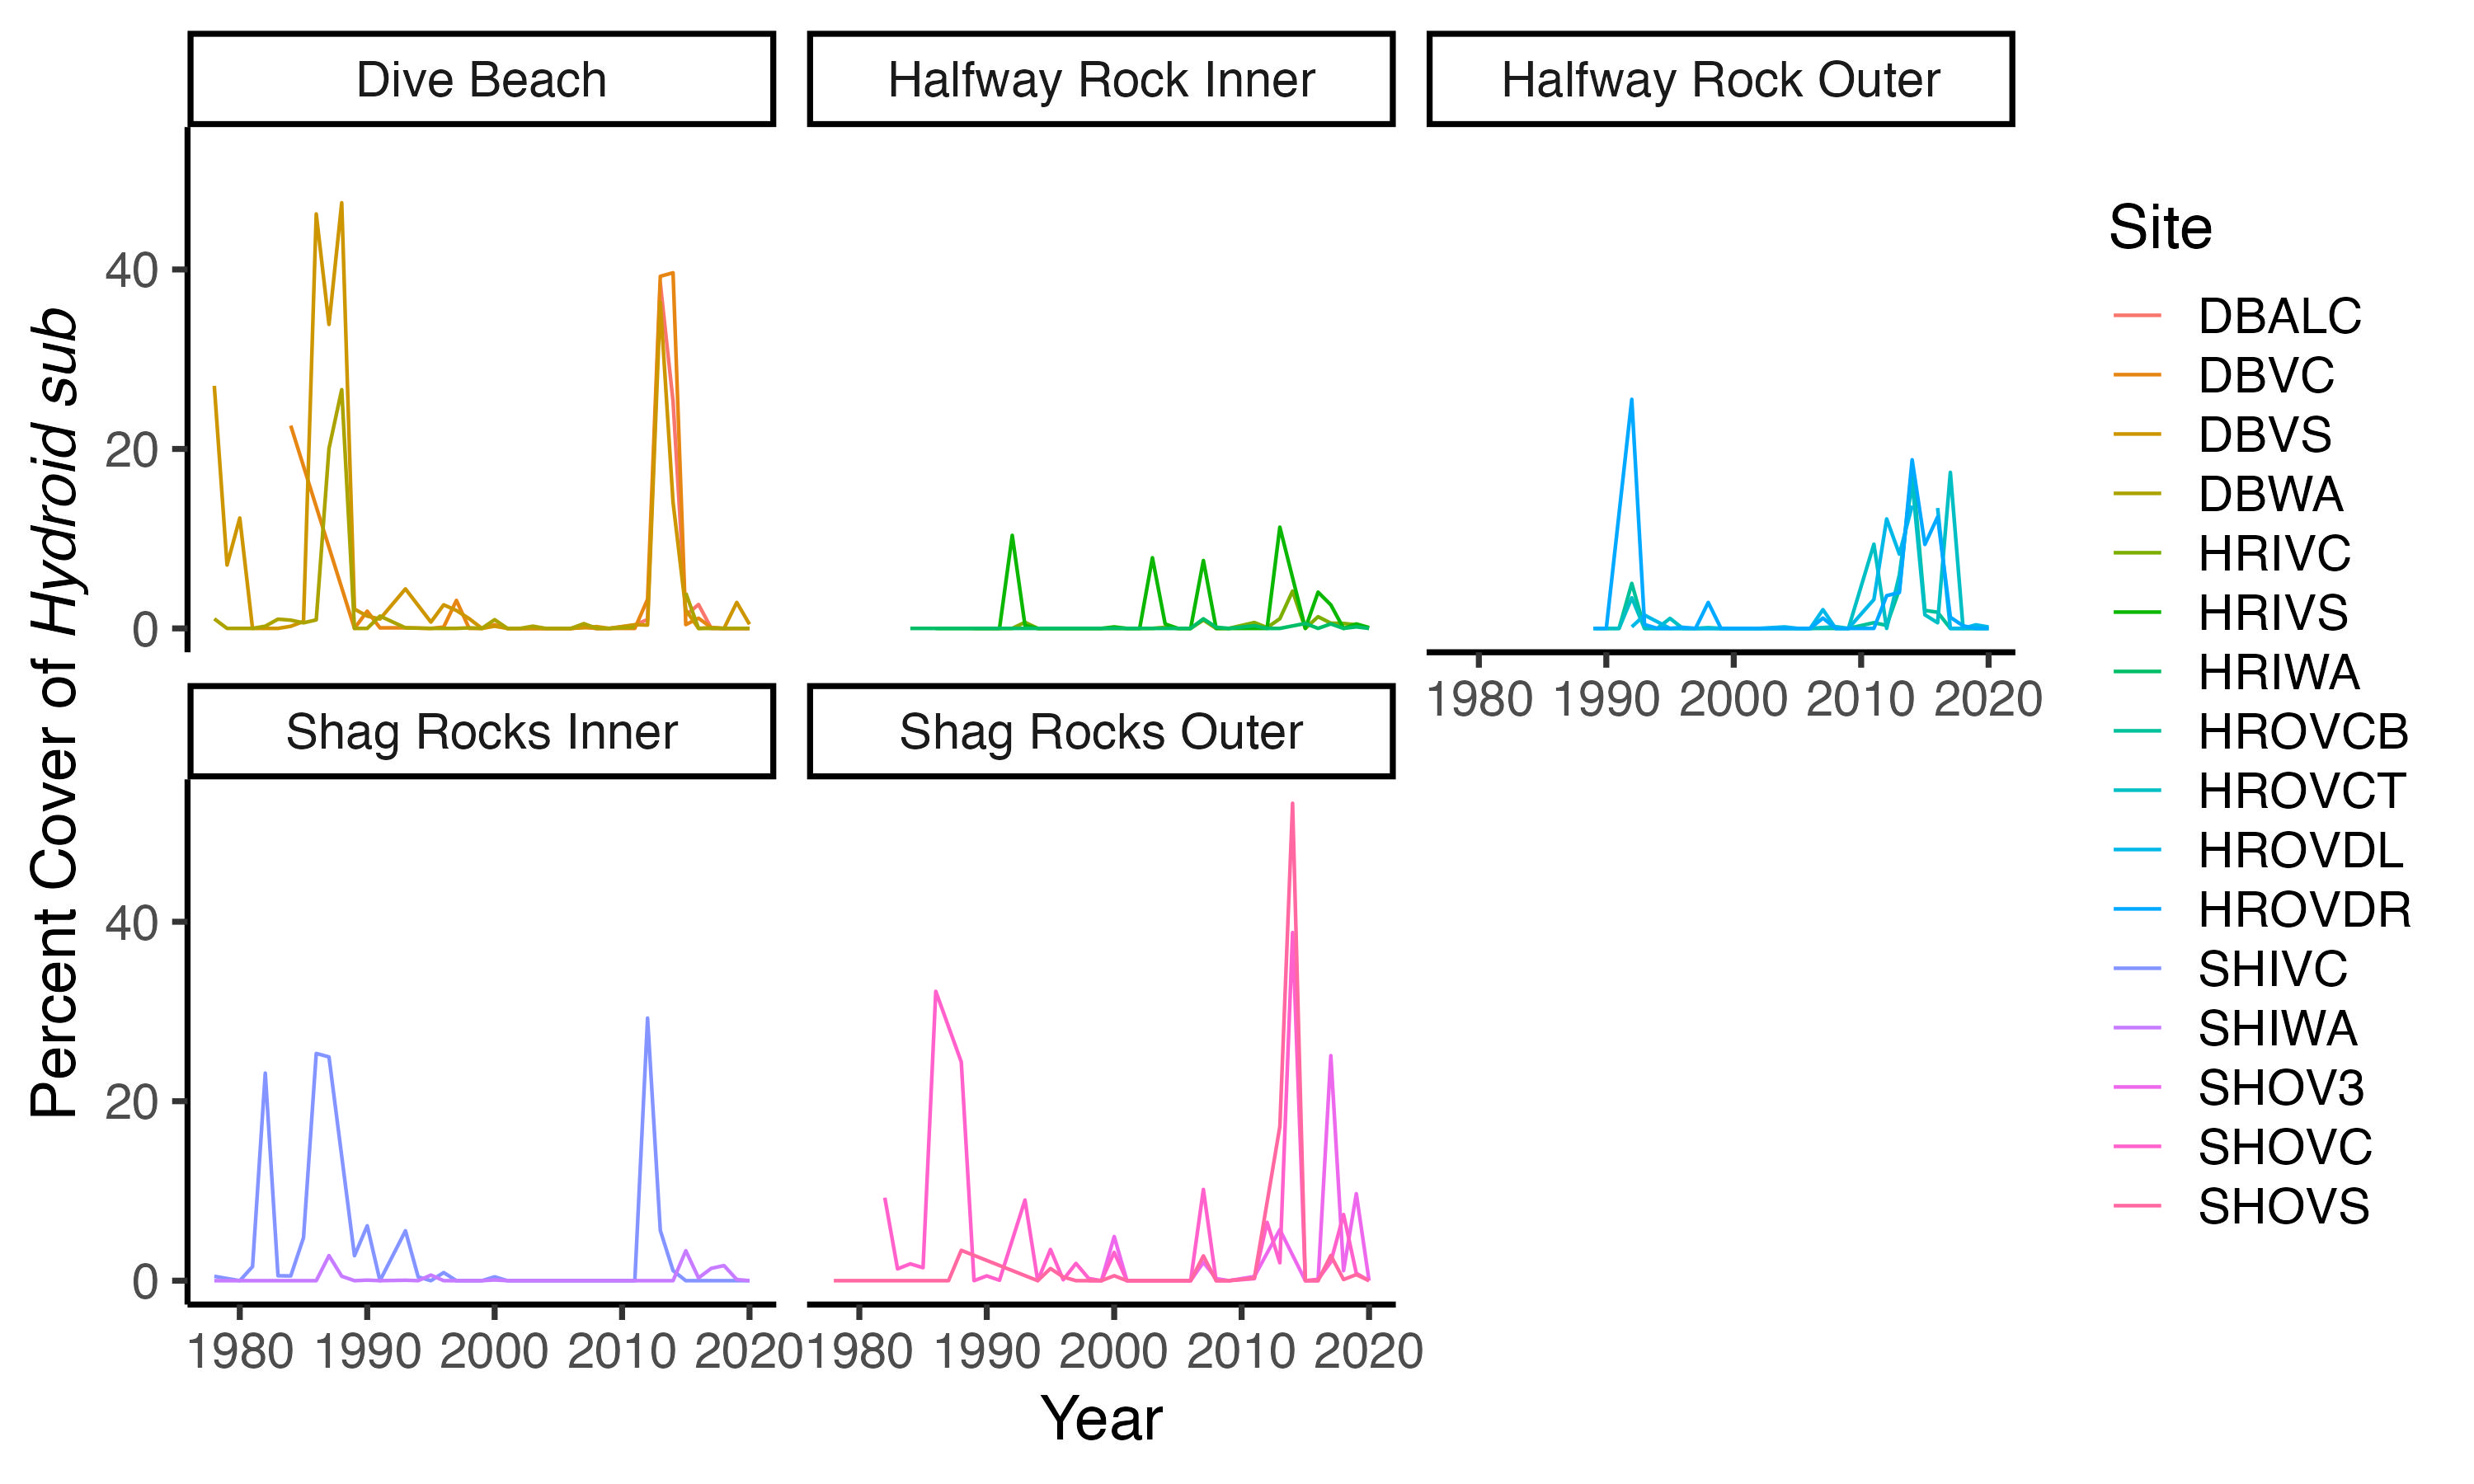 Dive Beach
Halfway Rock Inner
Halfway Rock Outer
40
20
0
1980 1990 2000 2010 2020
Shag Rocks Inner
Shag Rocks Outer
40
20
0
1980 1990 2000 2010 2020
1980 1990 2000 2010 2020
Year
Percent Cover of Hydroid sub
Site
DBALC
DBVC
DBVS
DBWA
HRIVC
HRIVS
HRIWA
HROVCB
HROVCT
HROVDL
HROVDR
SHIVC
SHIWA
SHOV3
SHOVC
SHOVS